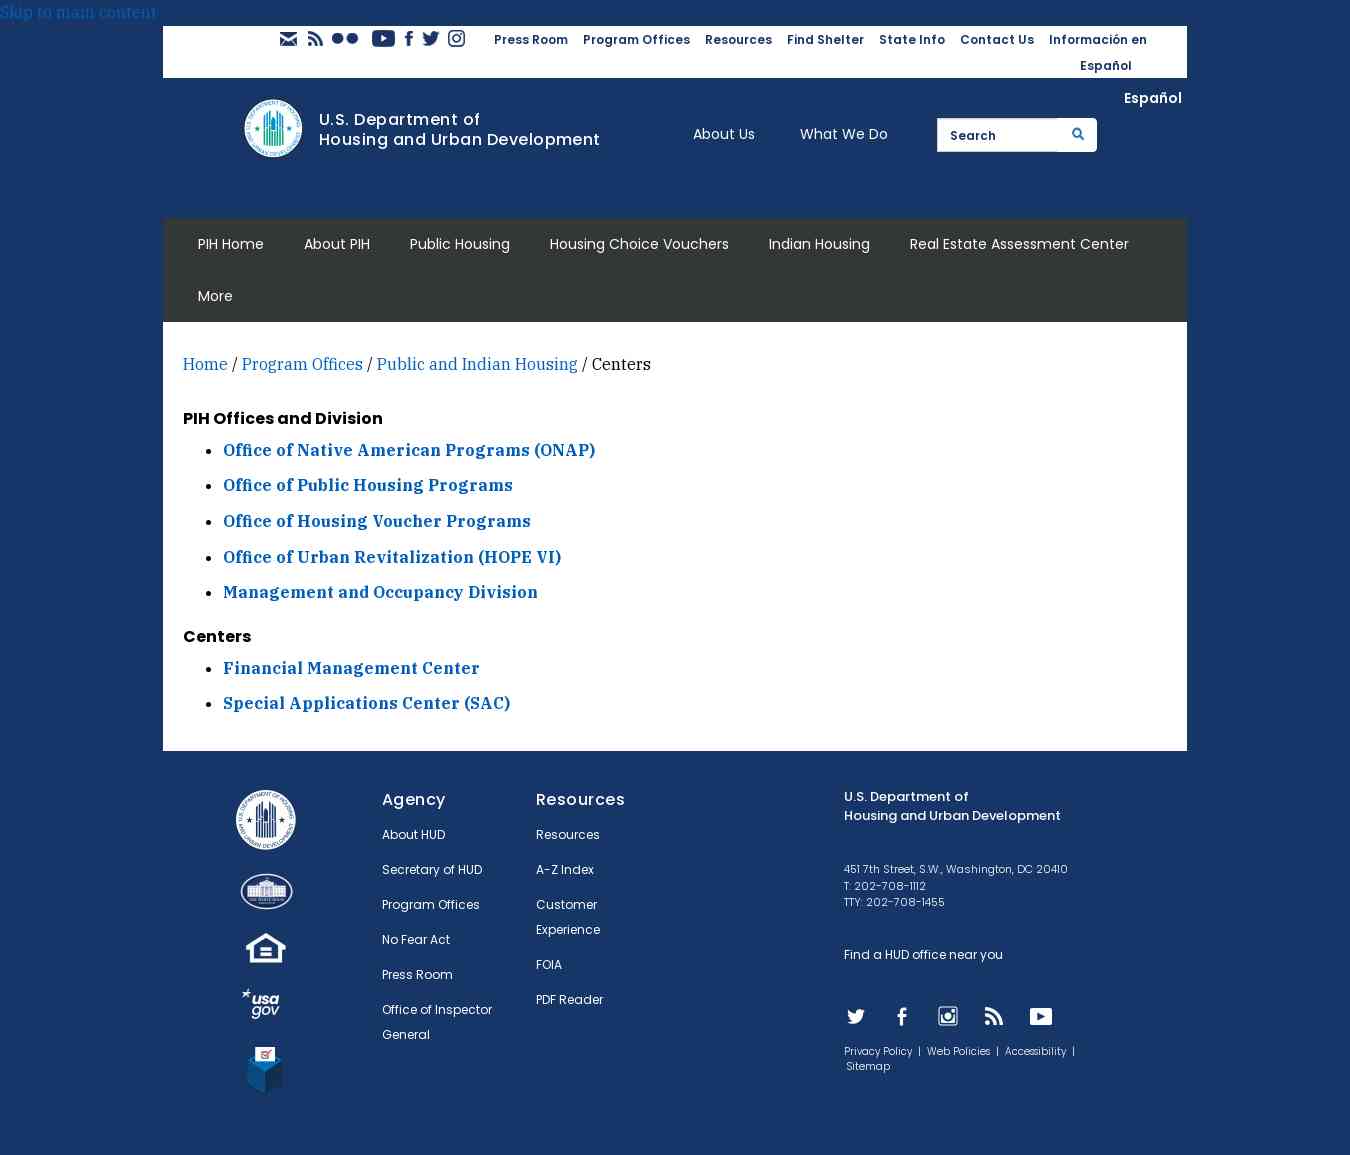 Skip to main content
Press Room Program Offices Resources Find Shelter State Info Contact Us Información en
Español
Español
U.S. Department of
Housing and Urban Development
About Us What We Do
Search
PIH Home About PIH Public Housing Housing Choice Vouchers Indian Housing Real Estate Assessment Center
More
Home / Program Offices / Public and Indian Housing / Centers
PIH Offices and Division
Office of Native American Programs (ONAP)
Office of Public Housing Programs
Office of Housing Voucher Programs
Office of Urban Revitalization (HOPE VI)
Management and Occupancy Division
Centers
Financial Management Center
Special Applications Center (SAC)
Agency
About HUD
Secretary of HUD
Program Offices
No Fear Act
Press Room
Office of Inspector
General
Resources
Resources
A-Z Index
Customer
Experience
FOIA
PDF Reader
U.S. Department of
Housing and Urban Development
451 7th Street, S.W., Washington, DC 20410
T: 202-708-1112
TTY: 202-708-1455
Find a HUD office near you
Privacy Policy | Web Policies | Accessibility |
Sitemap
usa
gov